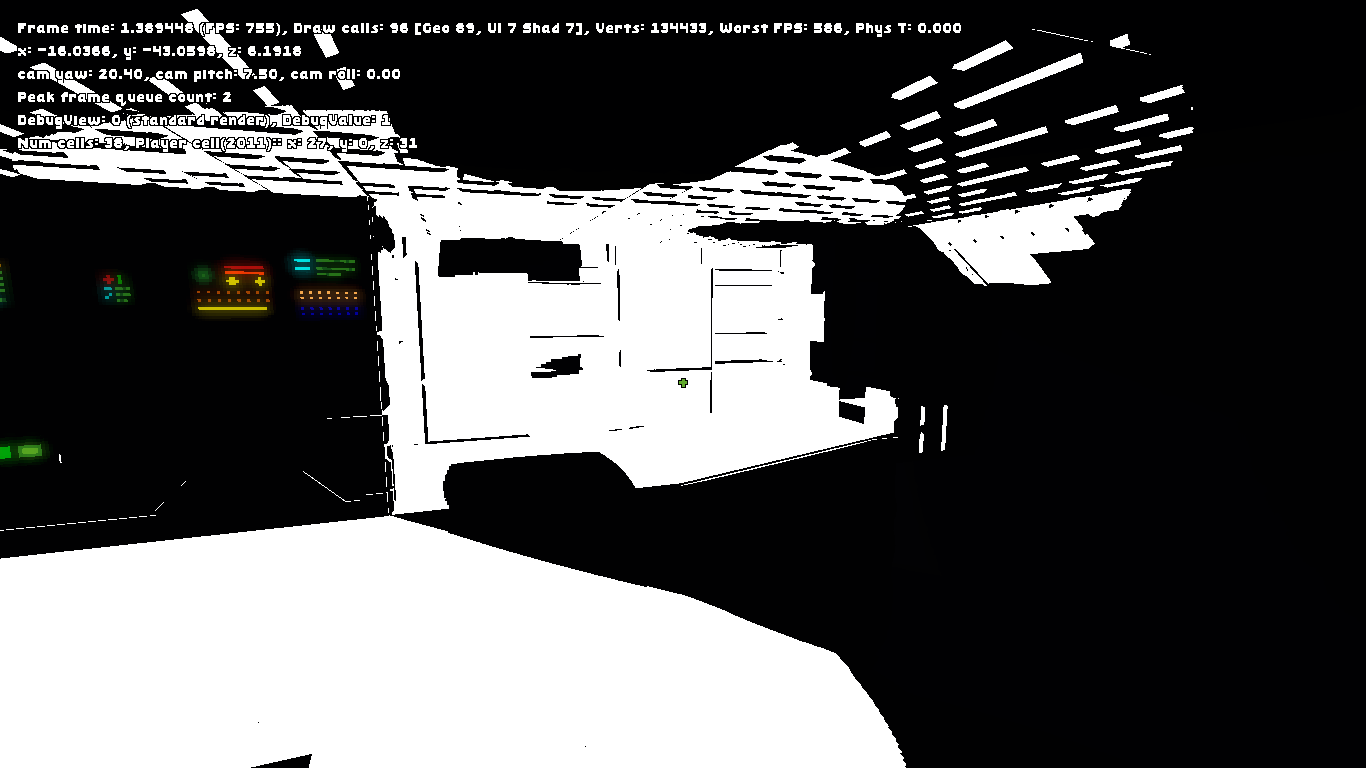 Frame time: 1.389448 (FPS: 755), Draw calls: 96 [Geo 89, UI 7 Shad 7], Verts: 134433, Worst FPS: 586, Phys T: 0.000
x: -16.0366, y: -43.0598, z: 6.1918
cam yaw: 20.40, cam pitch: 7.50, cam roll: 0.00
Peak frame queue count: 2
DebugView: 0 (standard render), DebugValue: 1
Num cells: 38, Player cell(2011):: x: 27, y: 0, z: 31